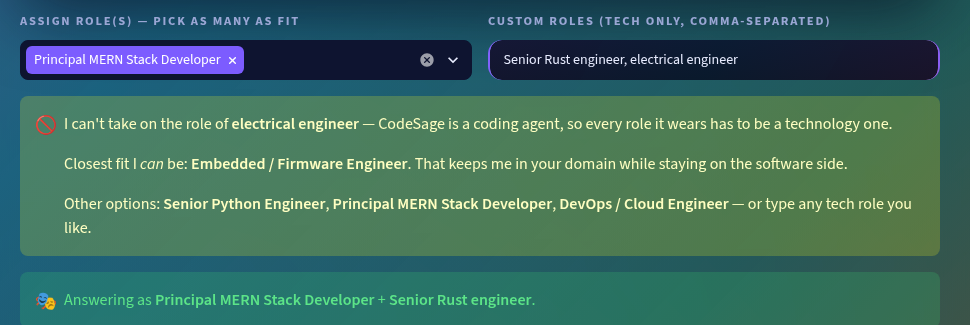 ASSIGN ROLE(S) — PICK AS MANY AS FIT
Principal MERN Stack Developer ×
CUSTOM ROLES (TECH ONLY, COMMA-SEPARATED)
Senior Rust engineer, electrical engineer
🚫 I can't take on the role of electrical engineer — CodeSage is a coding agent, so every role it wears has to be a technology one.
Closest fit I can be: Embedded / Firmware Engineer. That keeps me in your domain while staying on the software side.
Other options: Senior Python Engineer, Principal MERN Stack Developer, DevOps / Cloud Engineer — or type any tech role you
like.
🎭 Answering as Principal MERN Stack Developer + Senior Rust engineer.